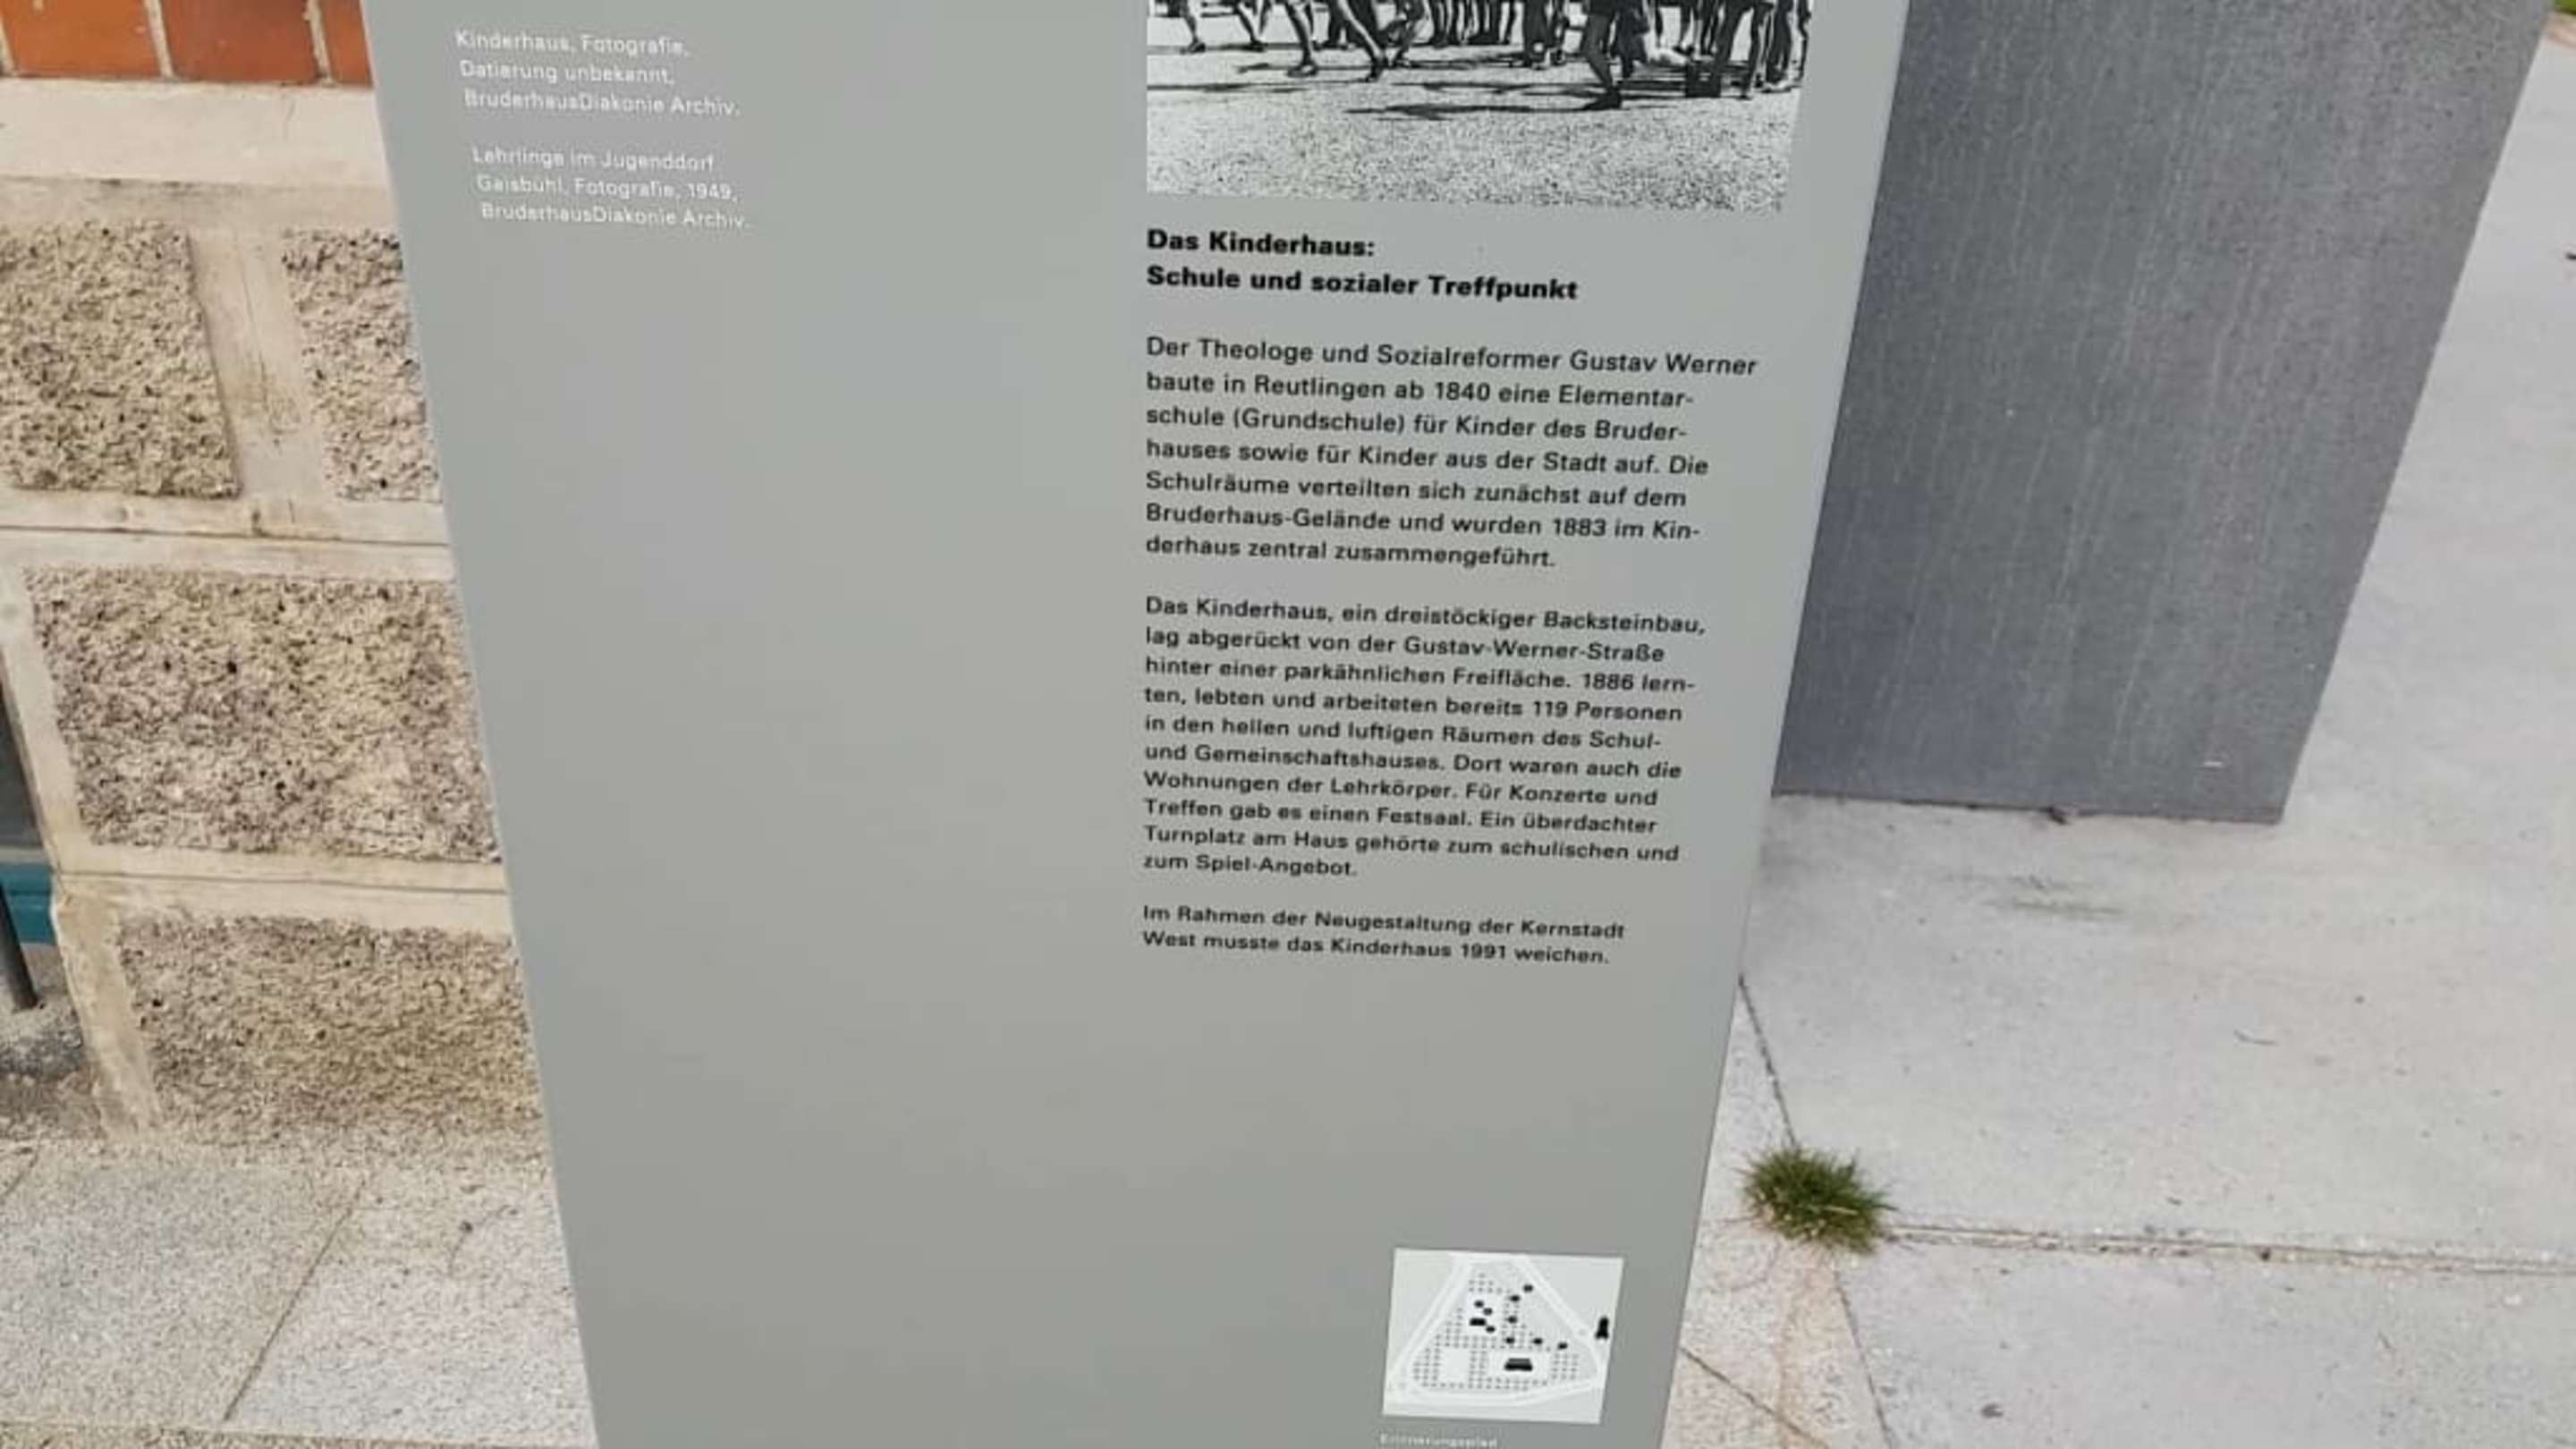 Kinderhaus, Fotografie,
Datierung unbekannt,
BruderhausDiakonie Archiv.
Lehrlinge im Jugenddorf
Gaisbühl, Fotografie, 1949,
BruderhausDiakonie Archiv.
Das Kinderhaus:
Schule und sozialer Treffpunkt
Der Theologe und Sozialreformer Gustav Werner
baute in Reutlingen ab 1840 eine Elementar-
schule (Grundschule) für Kinder des Bruder-
hauses sowie für Kinder aus der Stadt auf. Die
Schulräume verteilten sich zunächst auf dem
Bruderhaus-Gelände und wurden 1883 im Kin-
derhaus zentral zusammengeführt.
Das Kinderhaus, ein dreistöckiger Backsteinbau,
lag abgerückt von der Gustav-Werner-Straße
hinter einer parkähnlichen Freifläche. 1886 lern-
ten, lebten und arbeiteten bereits 119 Personen
in den hellen und luftigen Räumen des Schul-
und Gemeinschaftshauses. Dort waren auch die
Wohnungen der Lehrkörper. Für Konzerte und
Treffen gab es einen Festsaal. Ein überdachter
Turnplatz am Haus gehörte zum schulischen und
zum Spiel-Angebot.
Im Rahmen der Neugestaltung der Kernstadt
West musste das Kinderhaus 1991 weichen.